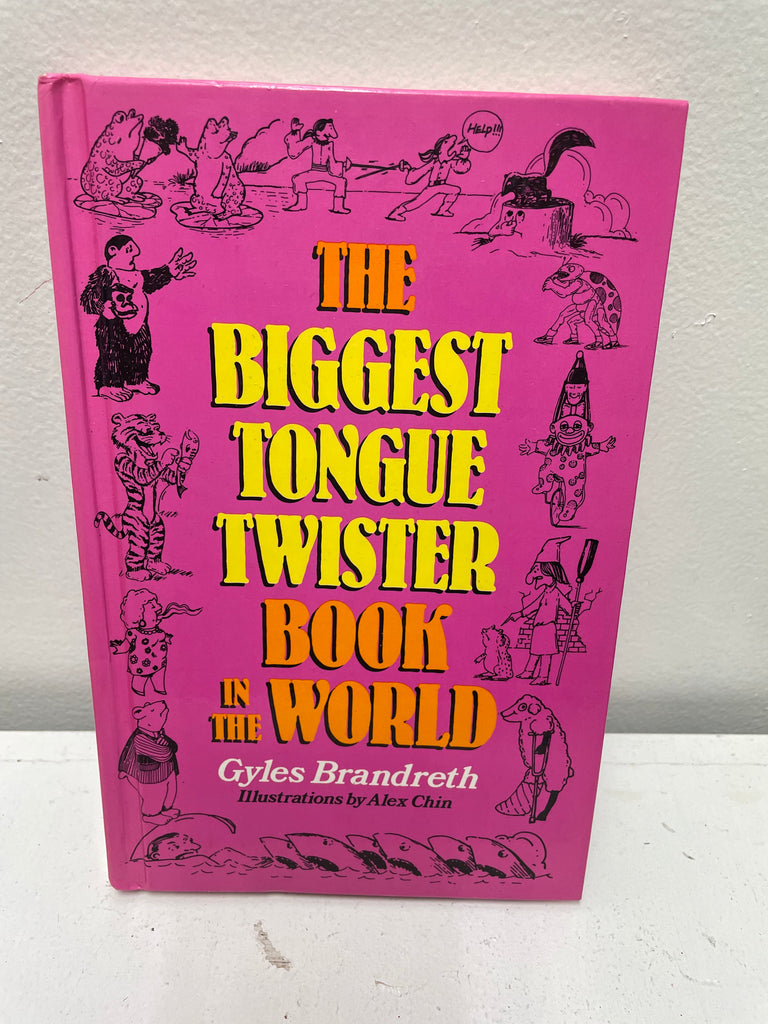 HELP!!!
THE
BIGGEST
TONGUE
TWISTER
BOOK
IN THE WORLD
Gyles Brandreth
Illustrations by Alex Chin